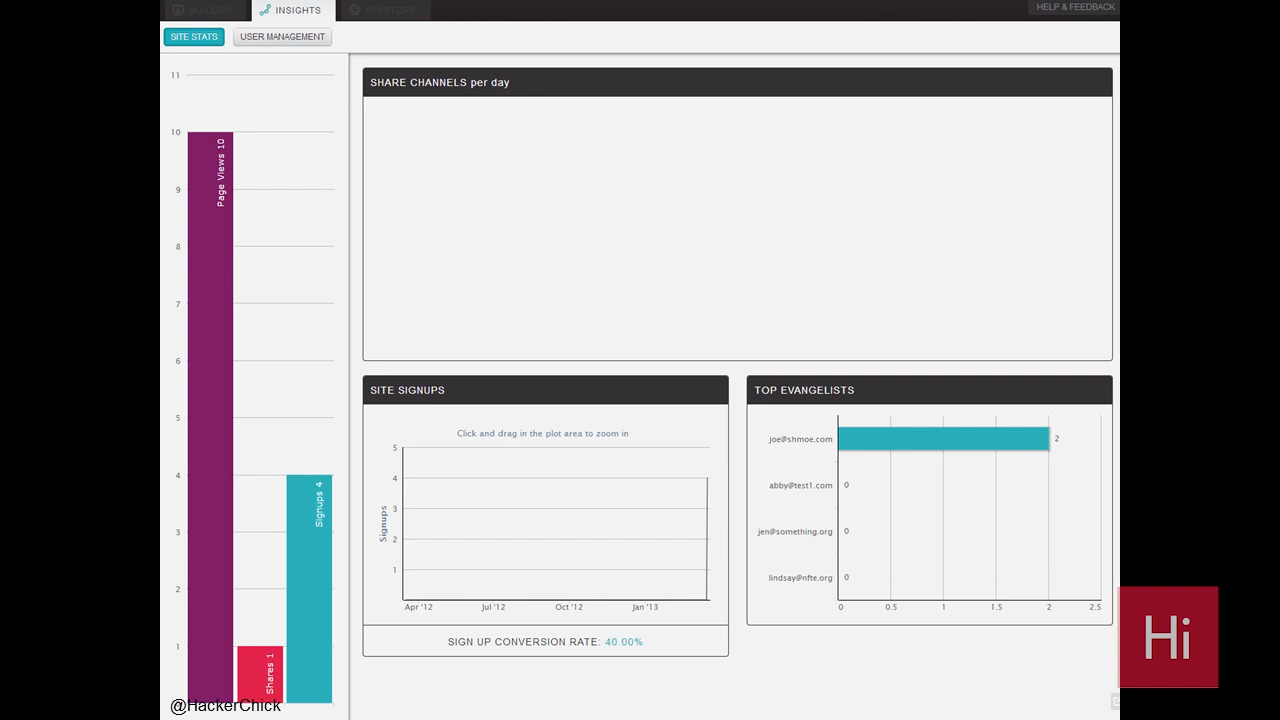 BUILDER
INSIGHTS
APPSTORE
HELP & FEEDBACK
SITE STATS
USER MANAGEMENT
11
10
9
8
7
6
5
4
3
2
1
Page Views 10
Shares 1
Signups 4
@HackerChick
SHARE CHANNELS per day
SITE SIGNUPS
Click and drag in the plot area to zoom in
Signups
5
4
3
2
1
Apr '12 Jul '12 Oct '12 Jan '13
SIGN UP CONVERSION RATE: 40.00%
TOP EVANGELISTS
joe@shmoe.com 2
abby@test1.com 0
jen@something.org 0
lindsay@nfte.org 0
0 0.5 1 1.5 2 2.5
Hi